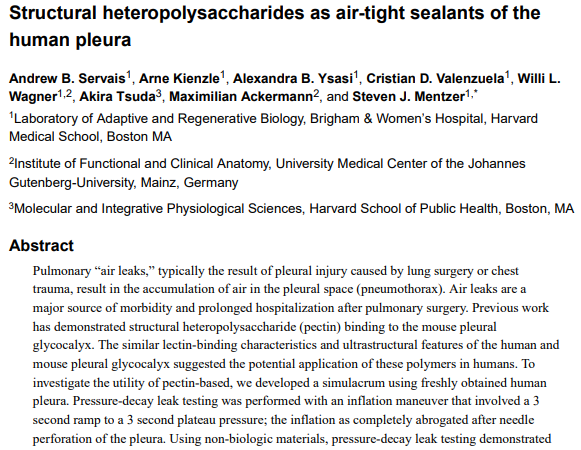 Structural heteropolysaccharides as air-tight sealants of the
human pleura
Andrew B. Servais1, Arne Kienzle1, Alexandra B. Ysasi1, Cristian D. Valenzuela1, Willi L.
Wagner1,2, Akira Tsuda3, Maximilian Ackermann2, and Steven J. Mentzer1,*
1Laboratory of Adaptive and Regenerative Biology, Brigham & Women's Hospital, Harvard
Medical School, Boston MA
2Institute of Functional and Clinical Anatomy, University Medical Center of the Johannes
Gutenberg-University, Mainz, Germany
3Molecular and Integrative Physiological Sciences, Harvard School of Public Health, Boston, MA
Abstract
Pulmonary “air leaks,” typically the result of pleural injury caused by lung surgery or chest
trauma, result in the accumulation of air in the pleural space (pneumothorax). Air leaks are a
major source of morbidity and prolonged hospitalization after pulmonary surgery. Previous work
has demonstrated structural heteropolysaccharide (pectin) binding to the mouse pleural
glycocalyx. The similar lectin-binding characteristics and ultrastructural features of the human and
mouse pleural glycocalyx suggested the potential application of these polymers in humans. To
investigate the utility of pectin-based, we developed a simulacrum using freshly obtained human
pleura. Pressure-decay leak testing was performed with an inflation maneuver that involved a 3
second ramp to a 3 second plateau pressure; the inflation as completely abrogated after needle
perforation of the pleura. Using non-biologic materials, pressure-decay leak testing demonstrated